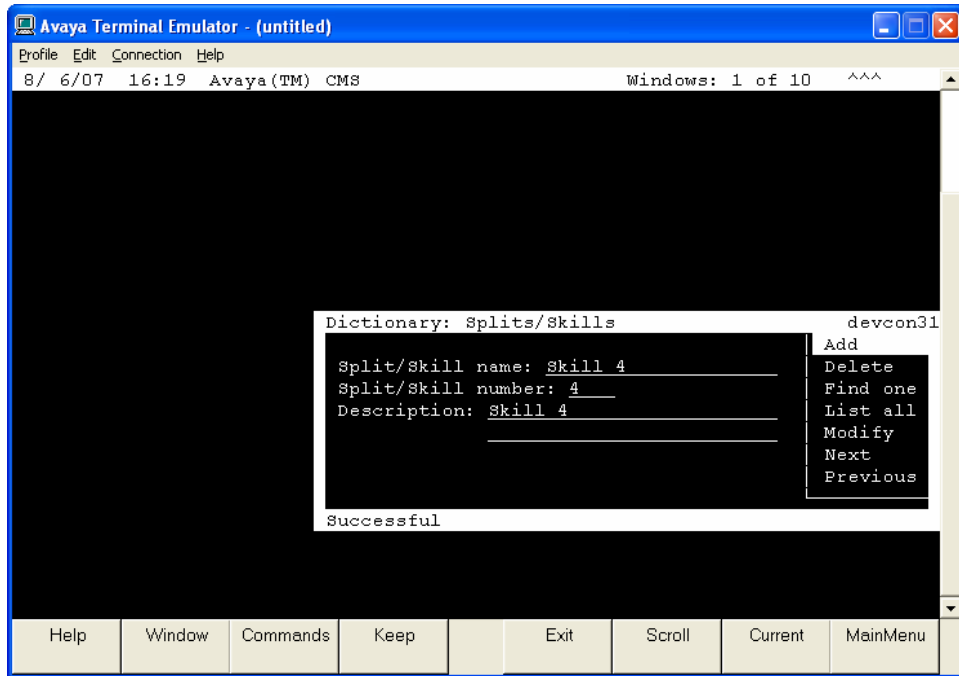 Avaya Terminal Emulator - (untitled)
Profile Edit Connection Help
8/ 6/07 16:19 Avaya(TM) CMS Windows: 1 of 10 ^^^
Dictionary: Splits/Skills devcon31
Add
Split/Skill name: Skill 4 Delete
Split/Skill number: 4 Find one
Description: Skill 4 List all
Modify
Next
Previous
Successful
Help Window Commands Keep Exit Scroll Current MainMenu